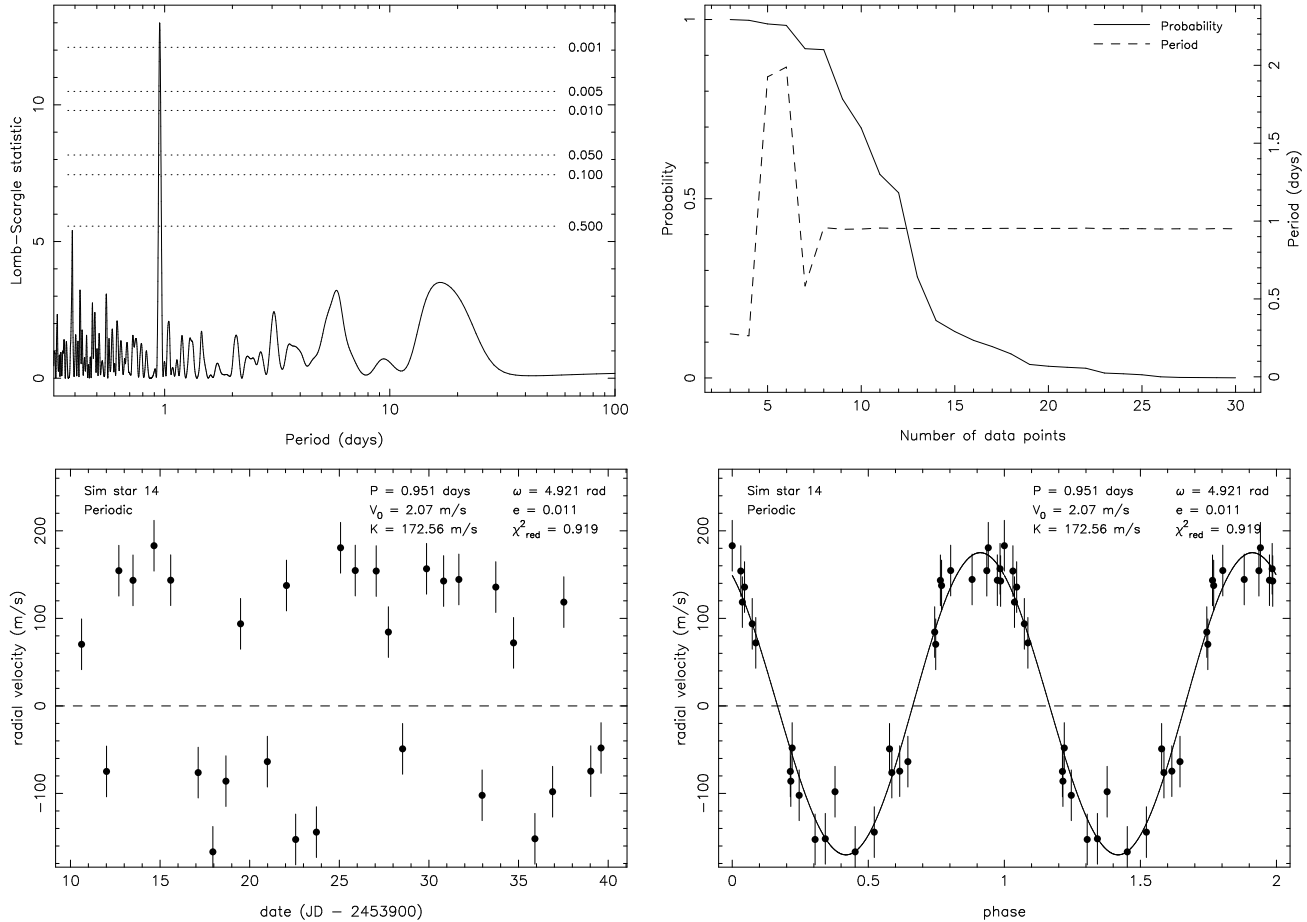 0.001
0.005
0.010
0.050
0.100
0.500
0
5
10
Lomb-Scargle statistic
1
10
100
Period (days)
Probability
Period
0
0.5
1
Probability
0
0.5
1
1.5
2
Period (days)
5
10
15
20
25
30
Number of data points
Sim star 14
Periodic
P = 0.951 days
V0 = 2.07 m/s
K = 172.56 m/s
ω = 4.921 rad
e = 0.011
χ²red = 0.919
-100
0
100
200
radial velocity (m/s)
10
15
20
25
30
35
40
date (JD - 2453900)
Sim star 14
Periodic
P = 0.951 days
V0 = 2.07 m/s
K = 172.56 m/s
ω = 4.921 rad
e = 0.011
χ²red = 0.919
-100
0
100
200
radial velocity (m/s)
0
0.5
1
1.5
2
phase